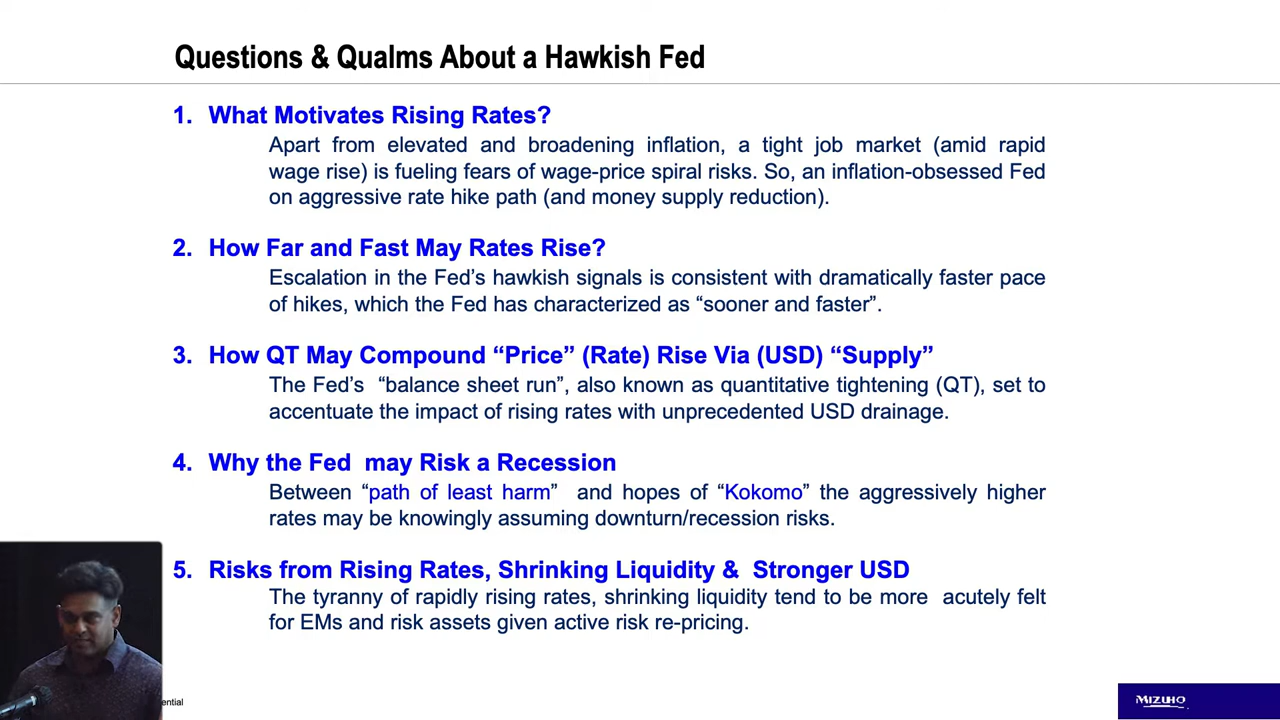 Questions & Qualms About a Hawkish Fed
1. What Motivates Rising Rates?
Apart from elevated and broadening inflation, a tight job market (amid rapid
wage rise) is fueling fears of wage-price spiral risks. So, an inflation-obsessed Fed
on aggressive rate hike path (and money supply reduction).
2. How Far and Fast May Rates Rise?
Escalation in the Fed’s hawkish signals is consistent with dramatically faster pace
of hikes, which the Fed has characterized as “sooner and faster”.
3. How QT May Compound “Price” (Rate) Rise Via (USD) “Supply”
The Fed’s “balance sheet run”, also known as quantitative tightening (QT), set to
accentuate the impact of rising rates with unprecedented USD drainage.
4. Why the Fed may Risk a Recession
Between “path of least harm” and hopes of “Kokomo” the aggressively higher
rates may be knowingly assuming downturn/recession risks.
5. Risks from Rising Rates, Shrinking Liquidity & Stronger USD
The tyranny of rapidly rising rates, shrinking liquidity tend to be more acutely felt
for EMs and risk assets given active risk re-pricing.
ential
MIZUHO